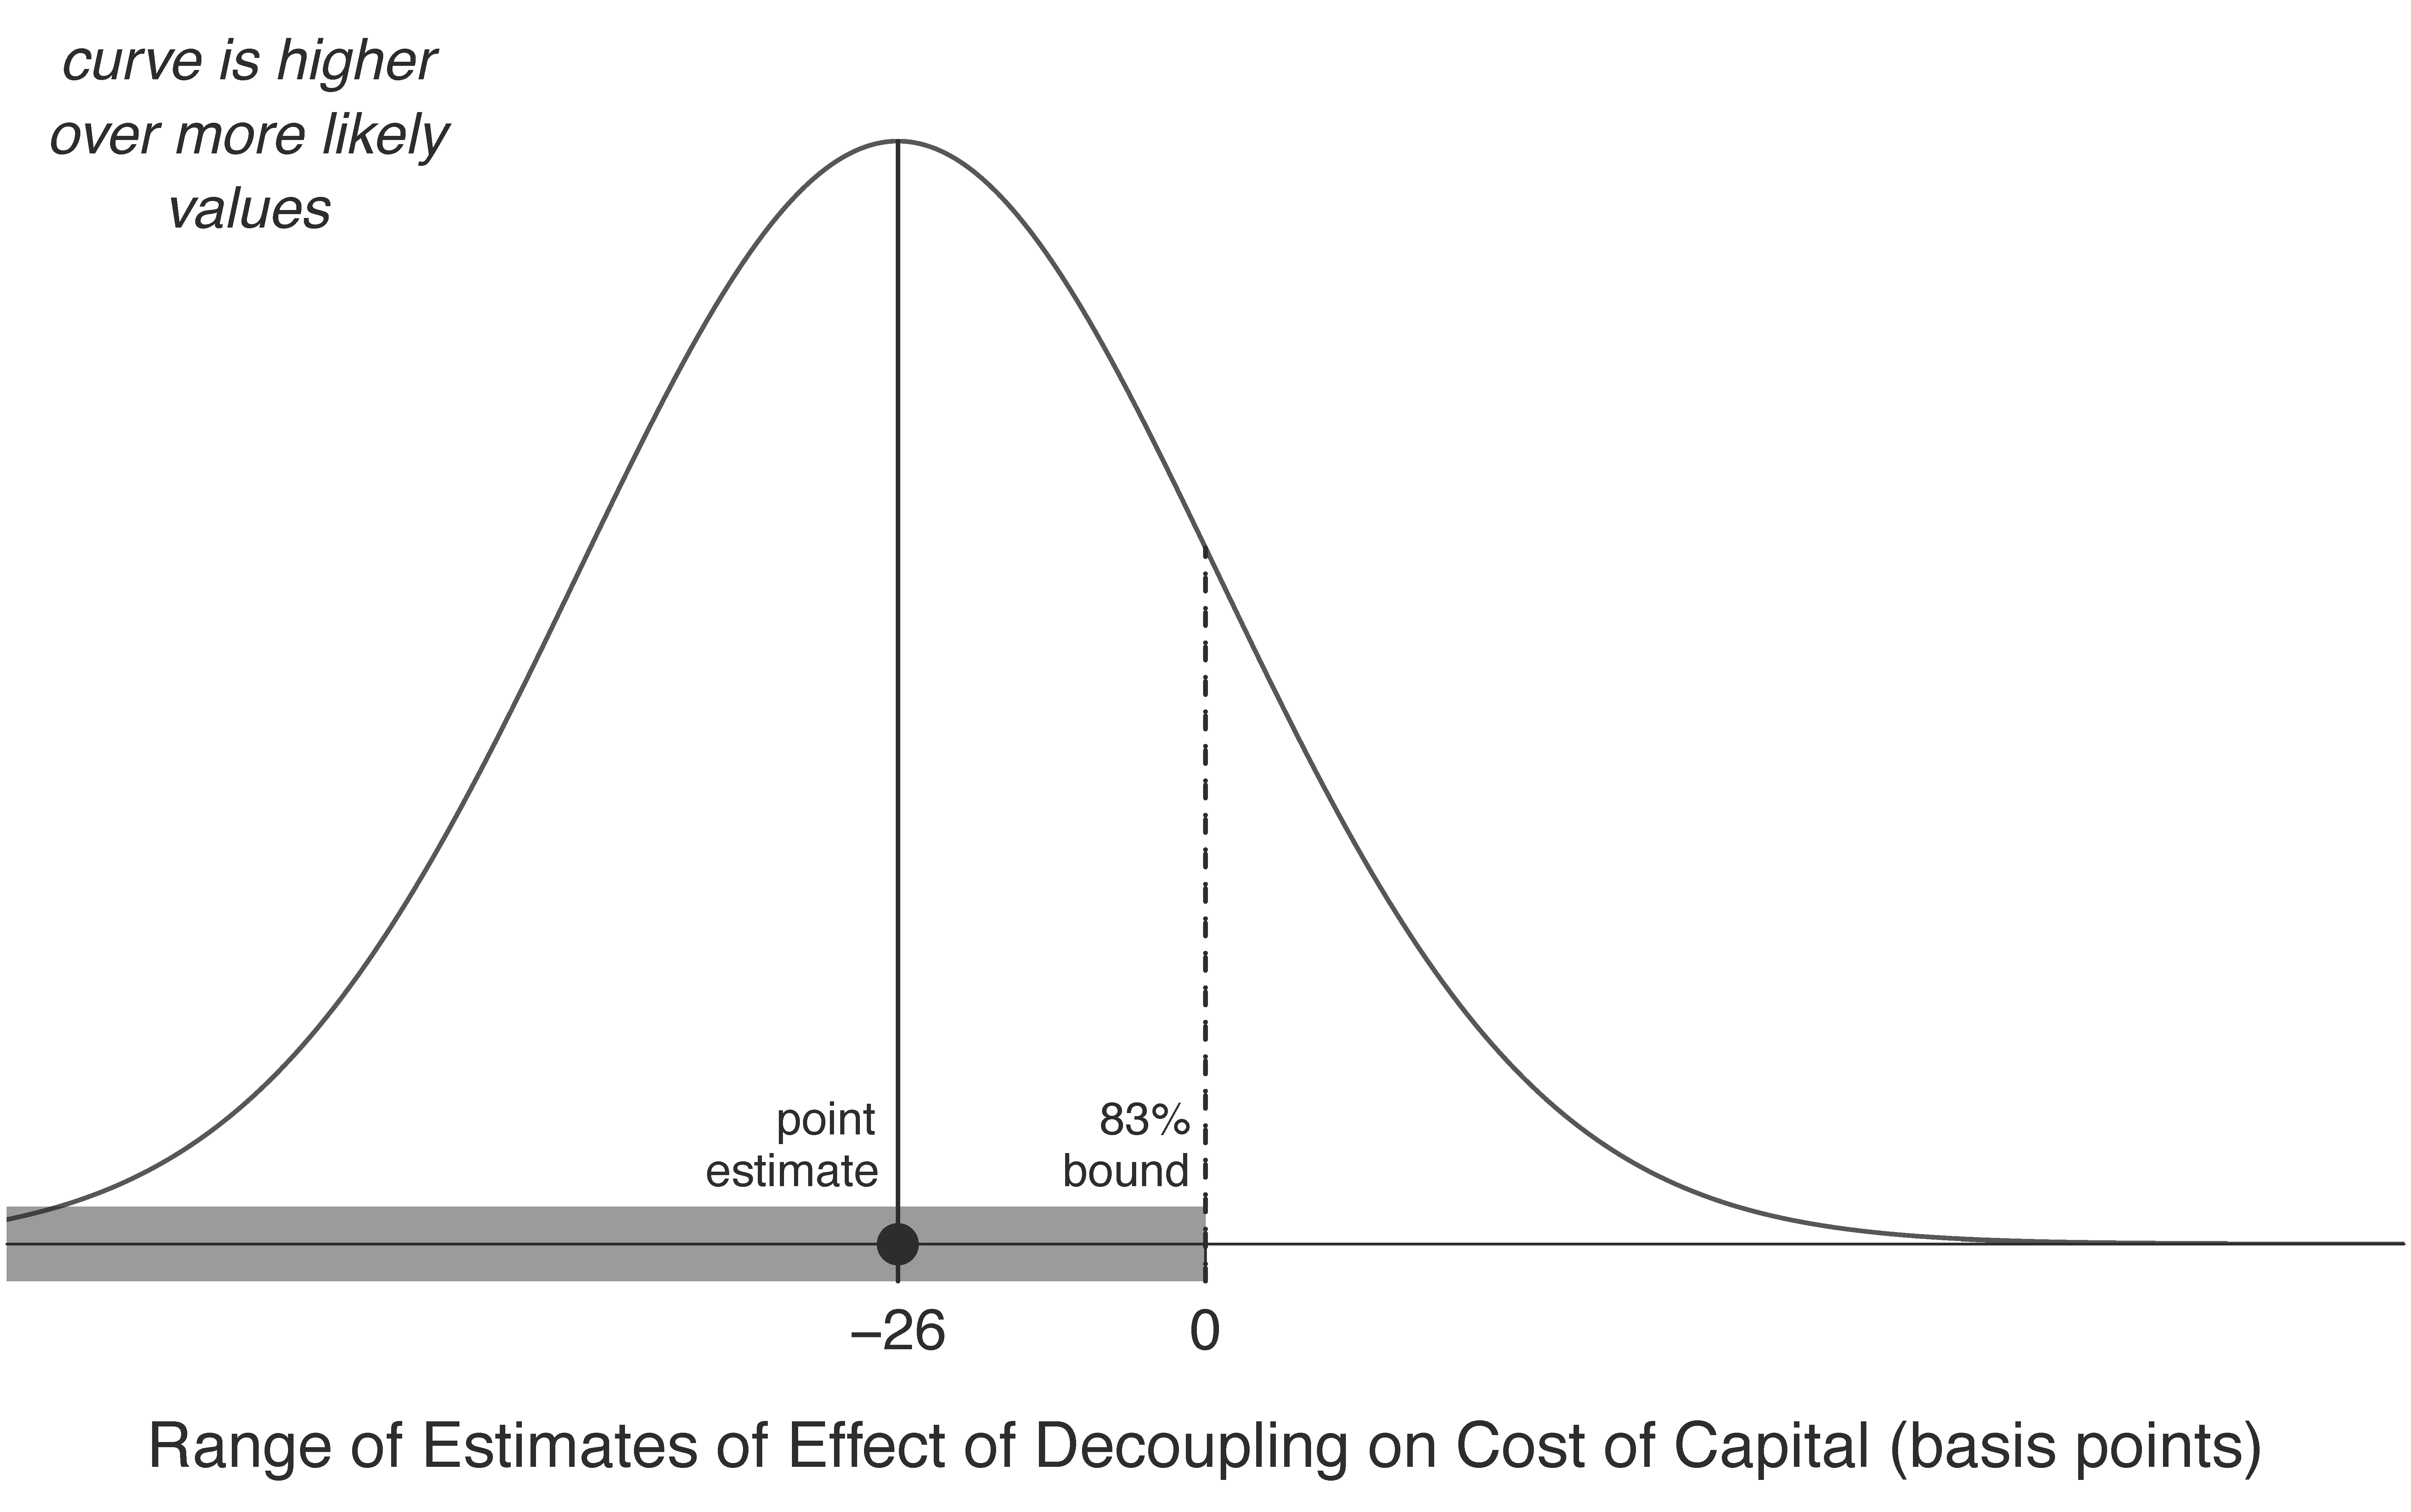 curve is higher
over more likely
values
point
estimate
83%
bound
–26
0
Range of Estimates of Effect of Decoupling on Cost of Capital (basis points)